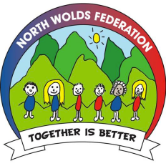 NORTH WOLDS FEDERATION
TOGETHER IS BETTER